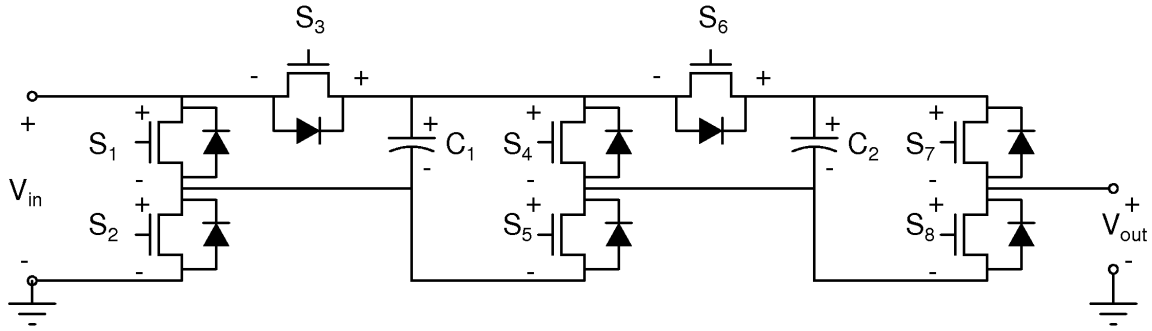 S3
S6
- +
- +
+
+
S1
-
+
C1
-
+
S4
-
+
C2
-
+
S7
-
Vin
+
S2
-
+
S5
-
+
S8
-
+
Vout
-
-